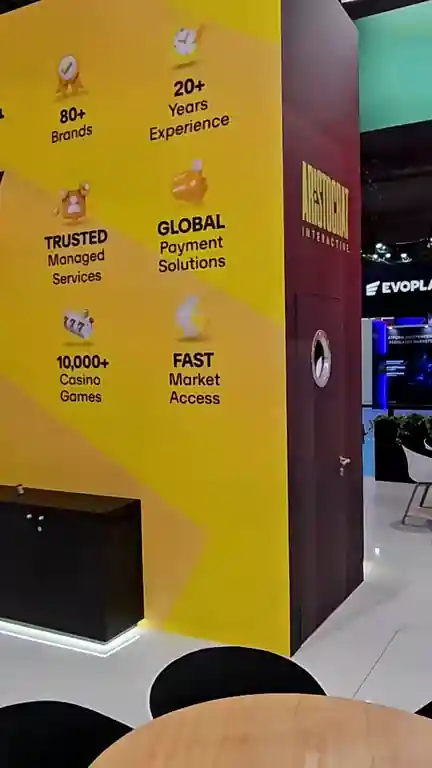 80+
Brands
20+
Years
Experience
TRUSTED
Managed
Services
GLOBAL
Payment
Solutions
777
10,000+
Casino
Games
FAST
Market
Access
ARISTOCRAT
INTERACTIVE
EVOPLA